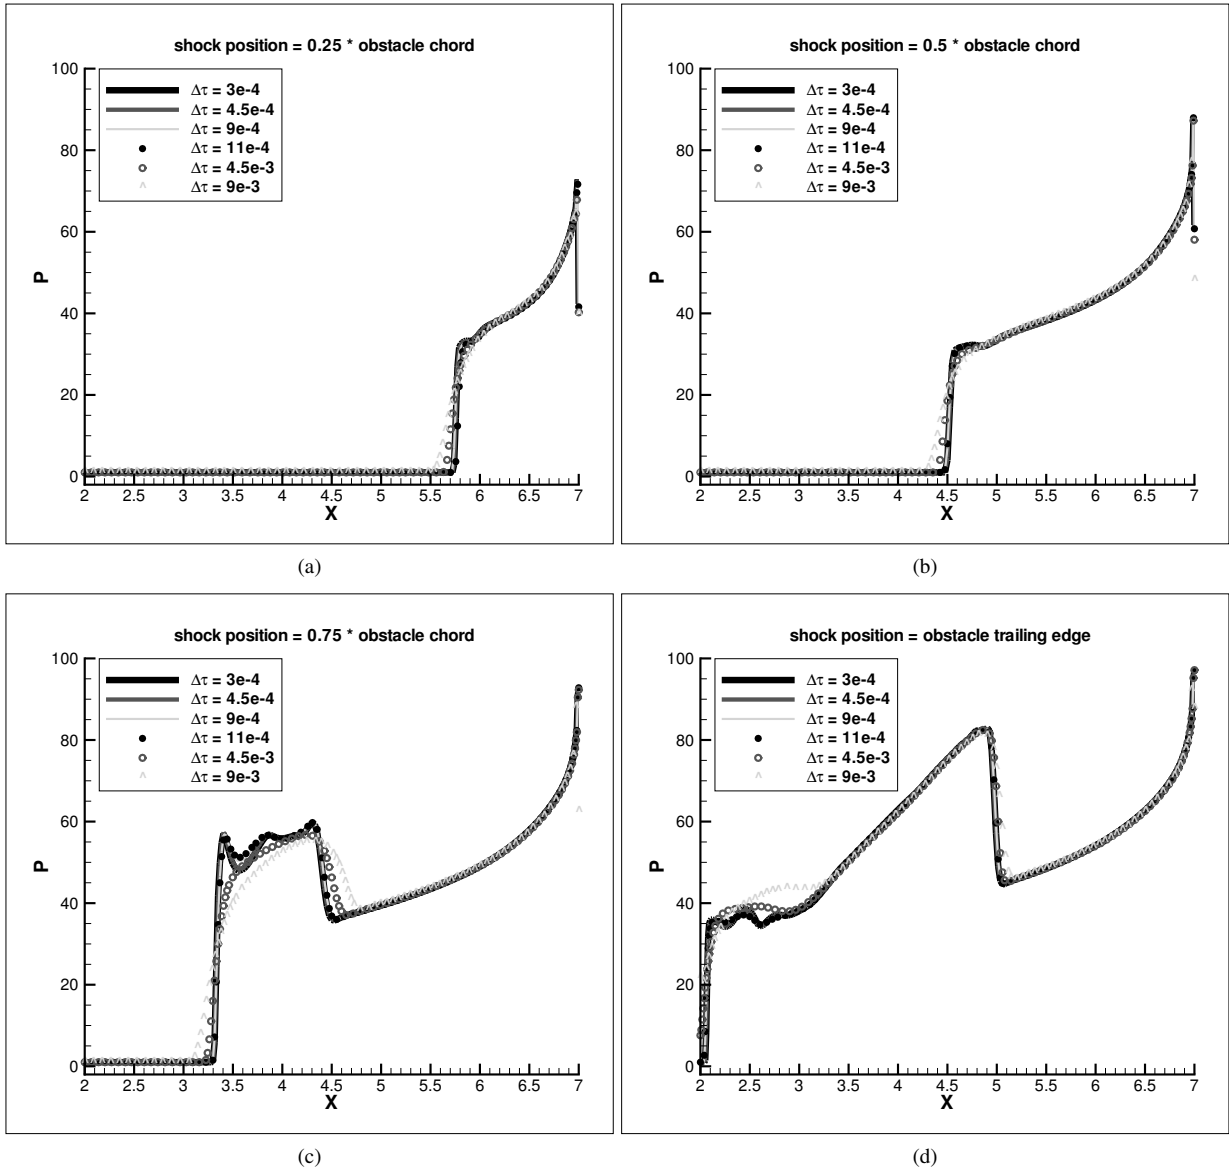 shock position = 0.25 * obstacle chord
100
80
60
40
20
0
P
Δτ = 3e-4
Δτ = 4.5e-4
Δτ = 9e-4
Δτ = 11e-4
Δτ = 4.5e-3
Δτ = 9e-3
2 2.5 3 3.5 4 4.5 5 5.5 6 6.5 7
X
(a)
shock position = 0.5 * obstacle chord
100
80
60
40
20
0
P
Δτ = 3e-4
Δτ = 4.5e-4
Δτ = 9e-4
Δτ = 11e-4
Δτ = 4.5e-3
Δτ = 9e-3
2 2.5 3 3.5 4 4.5 5 5.5 6 6.5 7
X
(b)
shock position = 0.75 * obstacle chord
100
80
60
40
20
0
P
Δτ = 3e-4
Δτ = 4.5e-4
Δτ = 9e-4
Δτ = 11e-4
Δτ = 4.5e-3
Δτ = 9e-3
2 2.5 3 3.5 4 4.5 5 5.5 6 6.5 7
X
(c)
shock position = obstacle trailing edge
100
80
60
40
20
0
P
Δτ = 3e-4
Δτ = 4.5e-4
Δτ = 9e-4
Δτ = 11e-4
Δτ = 4.5e-3
Δτ = 9e-3
2 2.5 3 3.5 4 4.5 5 5.5 6 6.5 7
X
(d)